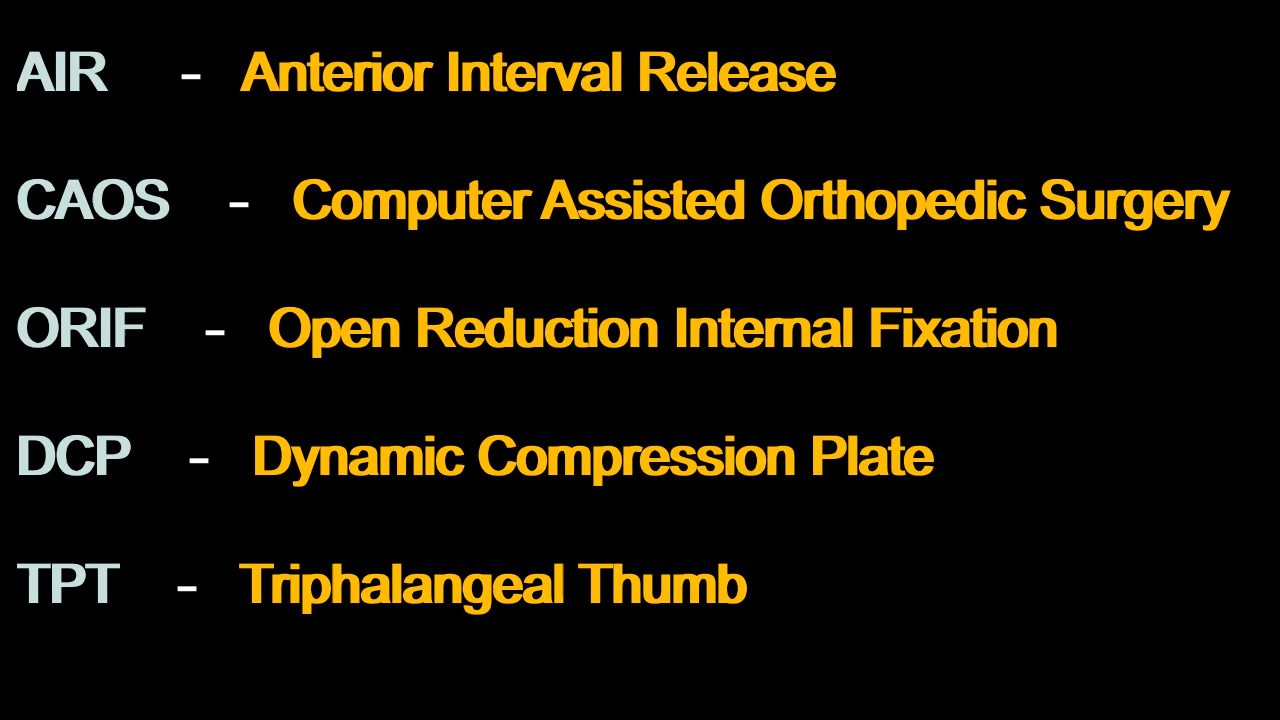 AIR - Anterior Interval Release
CAOS - Computer Assisted Orthopedic Surgery
ORIF - Open Reduction Internal Fixation
DCP - Dynamic Compression Plate
TPT - Triphalangeal Thumb